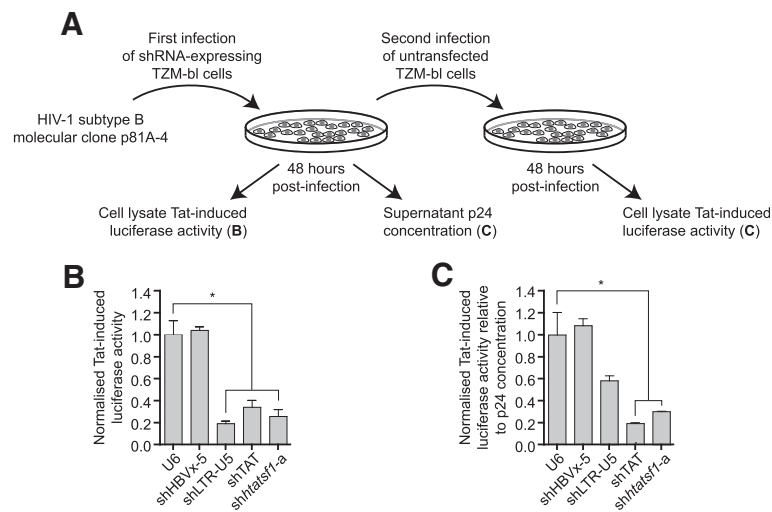 A
First infection
of shRNA-expressing
TZM-bl cells
Second infection
of untransfected
TZM-bl cells
HIV-1 subtype B
molecular clone p81A-4
48 hours
post-infection
48 hours
post-infection
Cell lysate Tat-induced
luciferase activity (B)
Supernatant p24
concentration (C)
Cell lysate Tat-induced
luciferase activity (C)
B
Normalised Tat-induced
luciferase activity
1.4
1.2
1.0
0.8
0.6
0.4
0.2
0.0
*
U6
shHBVx-5
shLTR-U5
shTAT
shhtatsf1-a
C
Normalised Tat-induced
luciferase activity relative
to p24 concentration
1.4
1.2
1.0
0.8
0.6
0.4
0.2
0.0
*
U6
shHBVx-5
shLTR-U5
shTAT
shhtatsf1-a